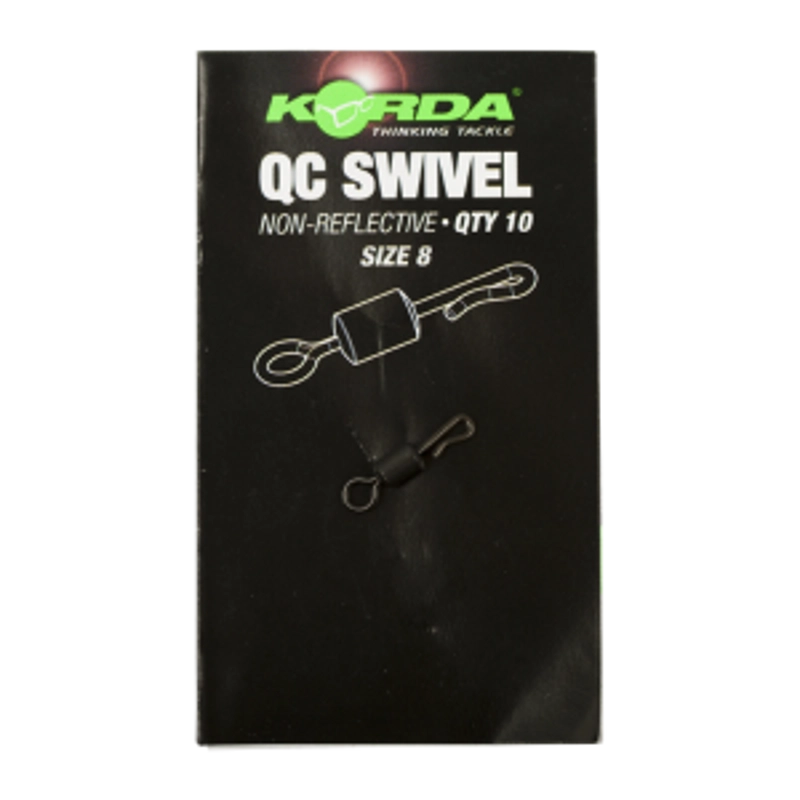 KORDA®
THINKING TACKLE
QC SWIVEL
NON-REFLECTIVE • QTY 10
SIZE 8